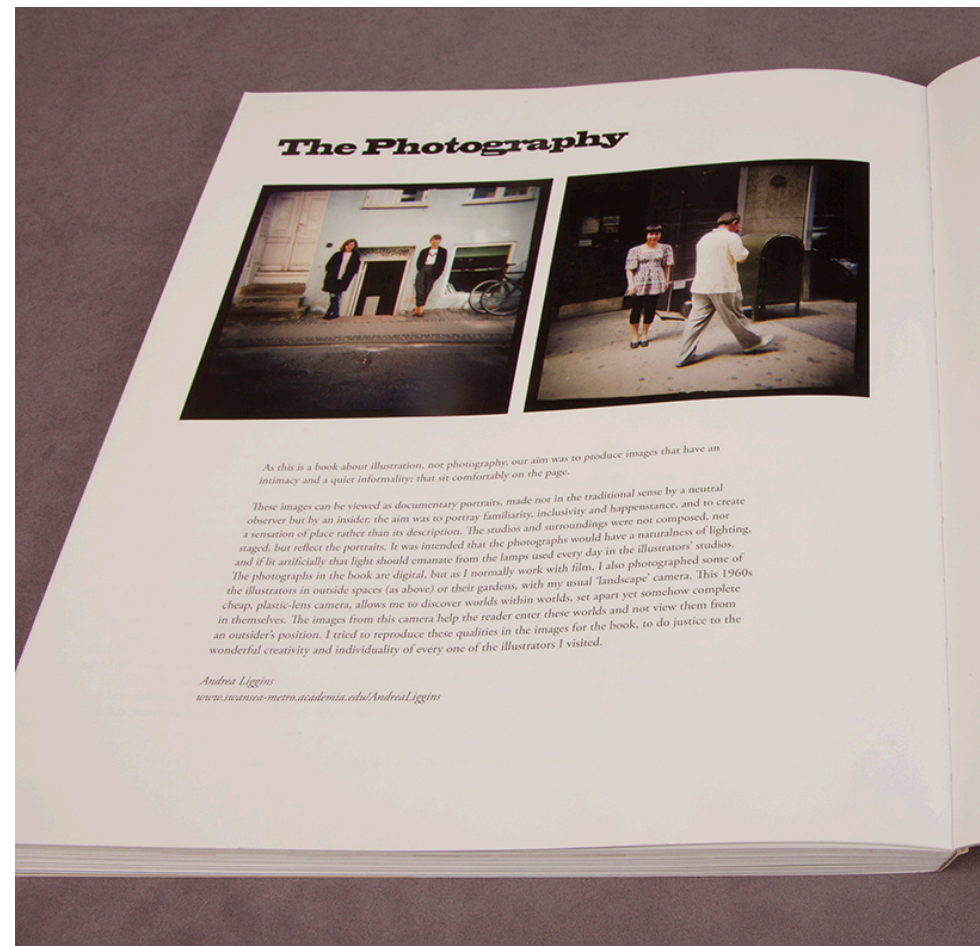 The Photography
As this is a book about illustration, not photography, our aim was to produce images that have an
intimacy and a quiet informality; that sit comfortably on the page.
These images can be viewed as documentary portraits, made not in the traditional sense by a neutral
observer but by an insider; the aim was to portray familiarity, inclusivity and happenstance, and to create
a sensation of place rather than its description. The studios and surroundings were not composed, nor
staged, but reflect the portraits. It was intended that the photographs would have a naturalness of lighting,
and if lit artificially that light should emanate from the lamps used every day in the illustrators' studios.
The photographs in the book are digital, but as I normally work with film, I also photographed some of
the illustrators in outside spaces (as above) or their gardens, with my usual 'landscape' camera. This 1960s
cheap, plastic-lens camera, allows me to discover worlds within worlds, set apart yet somehow complete
in themselves. The images from this camera help the reader enter these worlds and not view them from
an outsider's position. I tried to reproduce these qualities in the images for the book, to do justice to the
wonderful creativity and individuality of every one of the illustrators I visited.
Andrea Liggins
www.swansea-metro.academia.edu/AndreaLiggins